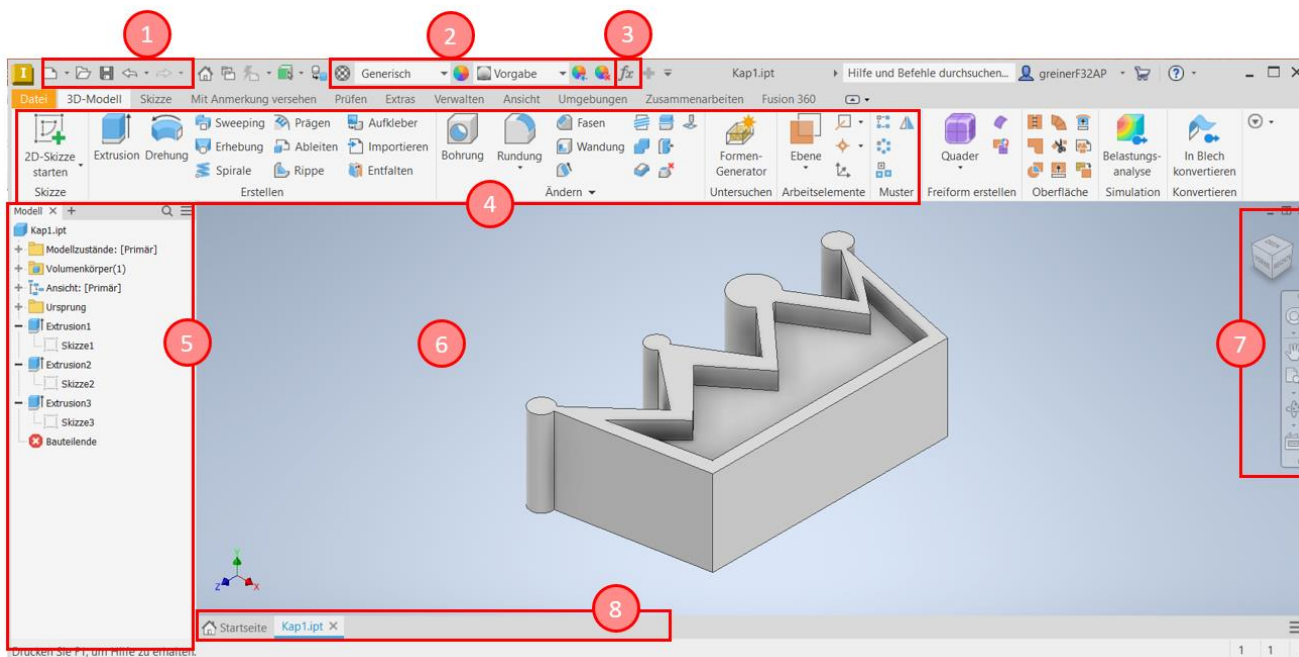 1 2 3
Generisch Vorgabe fx Kap1.ipt Hilfe und Befehle durchsuchen... greinerF32AP
Datei 3D-Modell Skizze Mit Anmerkung versehen Prüfen Extras Verwalten Ansicht Umgebungen Zusammenarbeiten Fusion 360
Sweeping Prägen Aufkleber Fasen
2D-Skizze starten Extrusion Drehung Erhebung Ableiten Importieren Bohrung Rundung Wandung Formen-Generator Ebene Quader Belastungs-analyse In Blech konvertieren
Spirale Rippe Entfalten
Skizze Erstellen Ändern Untersuchen Arbeitselemente Muster Freiform erstellen Oberfläche Simulation Konvertieren
4
Modell
Kap1.ipt
Modellzustände: [Primär]
Volumenkörper(1)
Ansicht: [Primär]
Ursprung
Extrusion1
Skizze1
Extrusion2
Skizze2
Extrusion3
Skizze3
Bauteilende
5
6
7
Y
Z X
8
Startseite Kap1.ipt
Drücken Sie F1, um Hilfe zu erhalten.
1 1